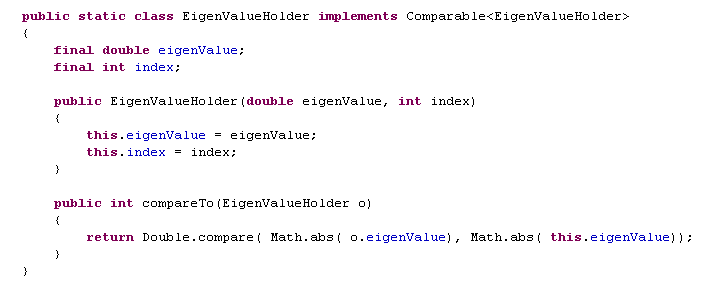 public static class EigenValueHolder implements Comparable<EigenValueHolder>
{
    final double eigenValue;
    final int index;

    public EigenValueHolder(double eigenValue, int index)
    {
        this.eigenValue = eigenValue;
        this.index = index;
    }

    public int compareTo(EigenValueHolder o)
    {
        return Double.compare( Math.abs( o.eigenValue), Math.abs( this.eigenValue));
    }
}